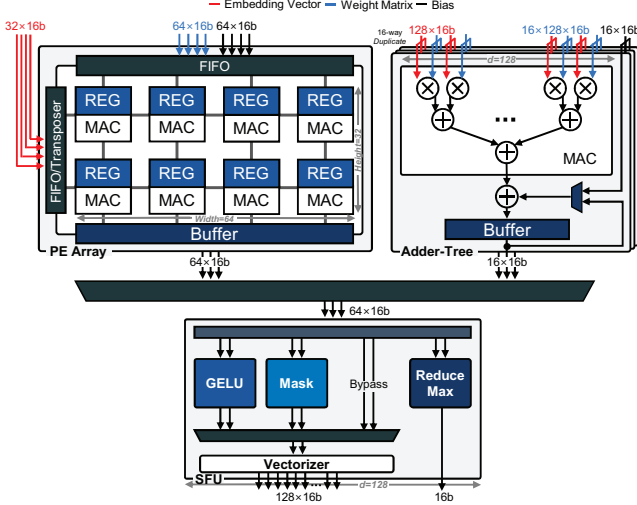 Embedding Vector Weight Matrix Bias
32×16b
64×16b 64×16b
FIFO
FIFO/Transposer
REG REG REG REG
MAC MAC MAC MAC
REG REG REG REG
MAC MAC MAC MAC
Height=32
Width=64
Buffer
PE Array
64×16b
16-way
Duplicate
128×16b 16×128×16b 16×16b
d=128
...
MAC
Buffer
Adder-Tree
16×16b
64×16b
GELU Mask Bypass Reduce
Max
Vectorizer
SFU
...
d=128
128×16b 16b